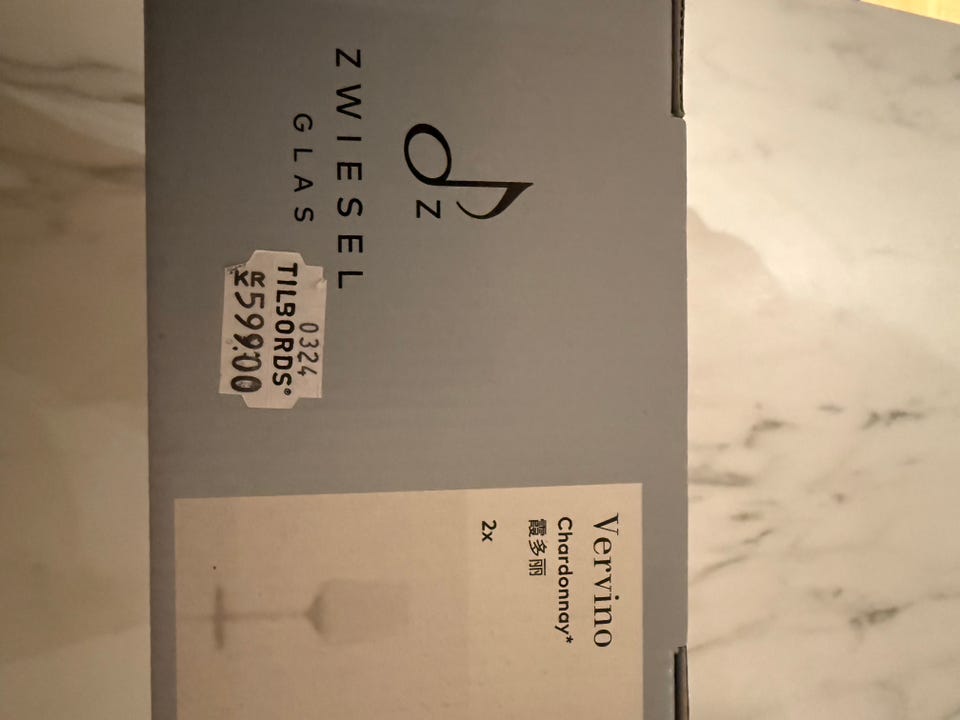 Z
ZWIESEL
GLAS
0324
TILBORDS®
KR 599.00
Vervino
Chardonnay*
霞多丽
2x